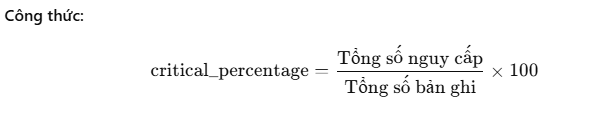 Công thức:
critical_percentage = Tổng số nguy cấp / Tổng số bản ghi × 100